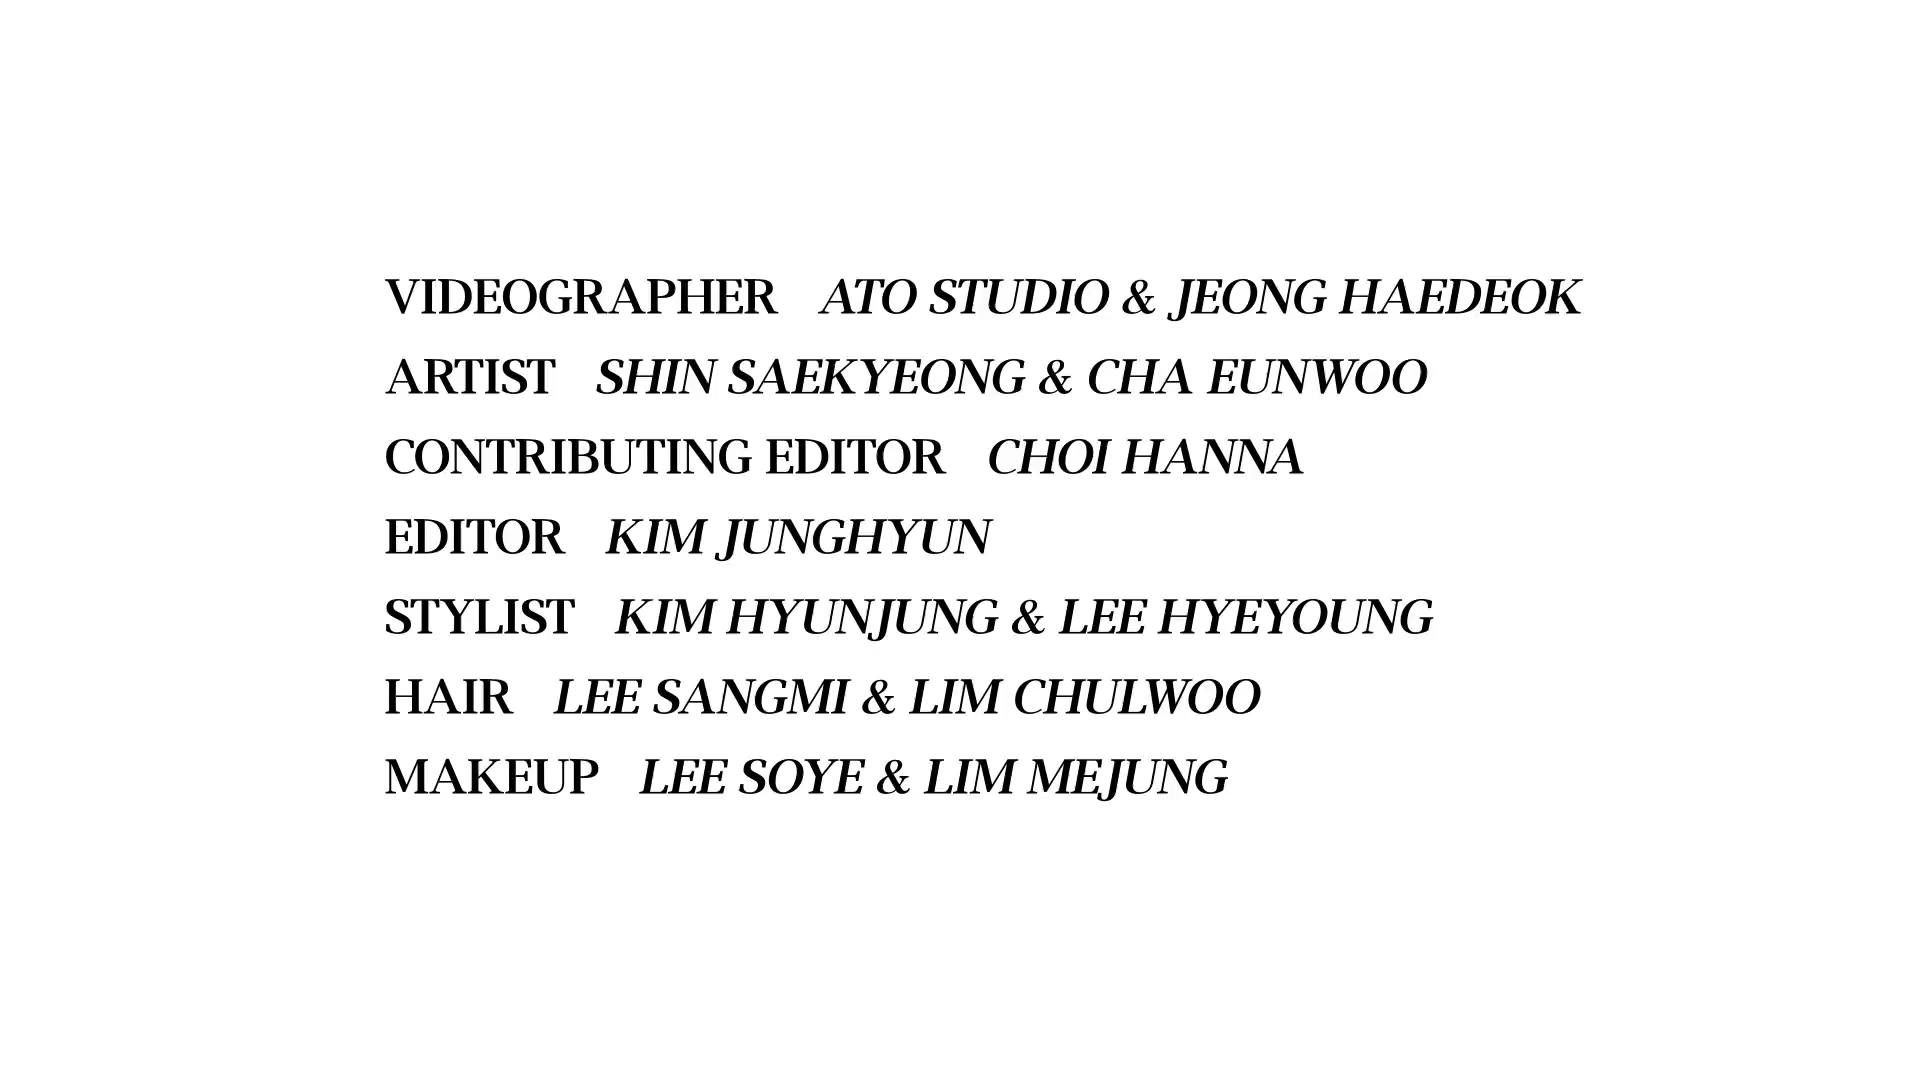 VIDEOGRAPHER ATO STUDIO & JEONG HAEDEOK
ARTIST SHIN SAEKYEONG & CHA EUNWOO
CONTRIBUTING EDITOR CHOI HANNA
EDITOR KIM JUNGHYUN
STYLIST KIM HYUNJUNG & LEE HYEYOUNG
HAIR LEE SANGMI & LIM CHULWOO
MAKEUP LEE SOYE & LIM MEJUNG